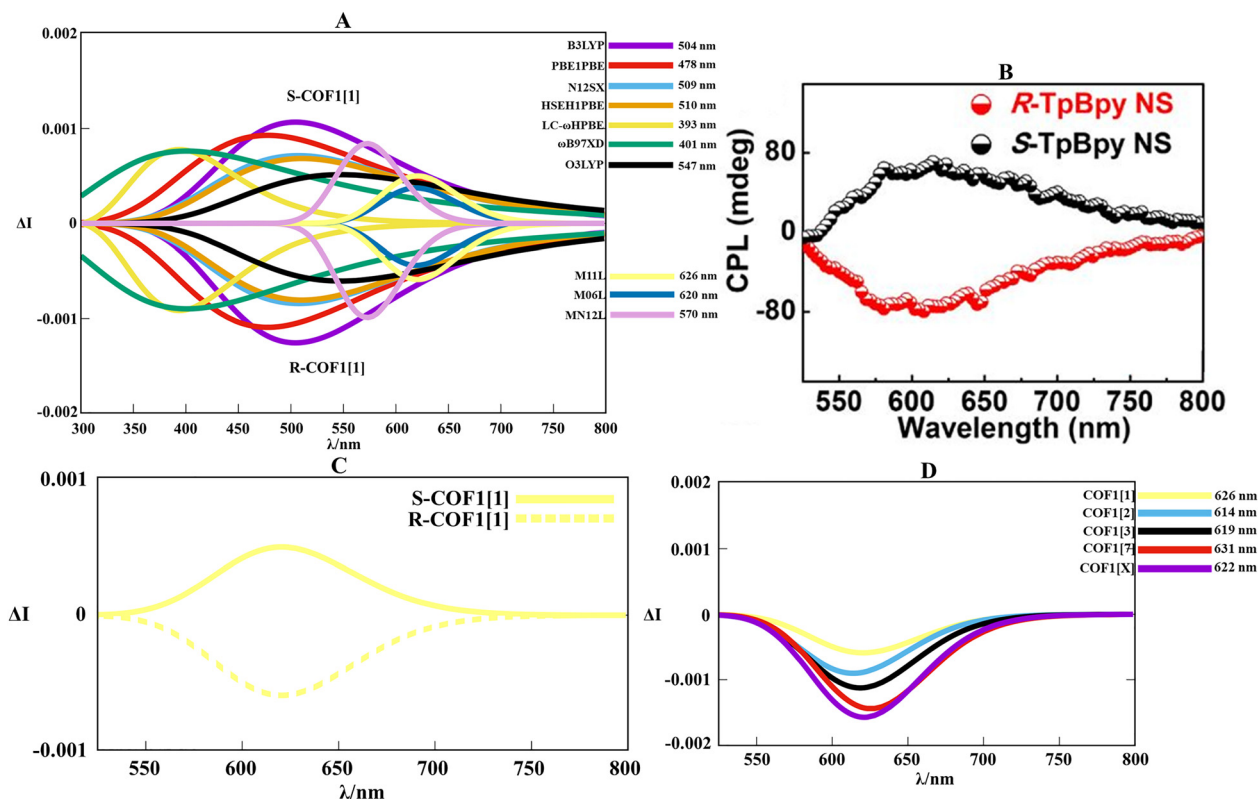 A
0.002
0.001
ΔI
0
-0.001
-0.002
300 350 400 450 500 550 600 650 700 750 800
λ/nm
S-COF1[1]
R-COF1[1]
B3LYP 504 nm
PBE1PBE 478 nm
N12SX 509 nm
HSEH1PBE 510 nm
LC-ωHPBE 393 nm
ωB97XD 401 nm
O3LYP 547 nm
M11L 626 nm
M06L 620 nm
MN12L 570 nm
B
R-TpBpy NS
S-TpBpy NS
CPL (mdeg)
80
0
-80
550 600 650 700 750 800
Wavelength (nm)
C
0.001
ΔI
0
-0.001
S-COF1[1]
R-COF1[1]
550 600 650 700 750 800
λ/nm
D
0.002
0.001
ΔI
0
-0.001
-0.002
COF1[1] 626 nm
COF1[2] 614 nm
COF1[3] 619 nm
COF1[7] 631 nm
COF1[X] 622 nm
550 600 650 700 750 800
λ/nm